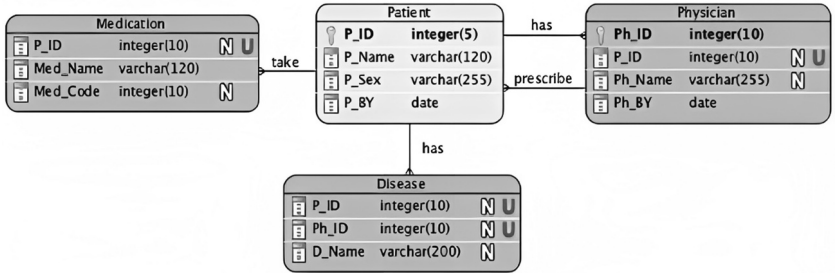 Medication
P_ID integer(10) N U
Med_Name varchar(120)
Med_Code integer(10) N
take
Patient
P_ID integer(5)
P_Name varchar(120)
P_Sex varchar(255)
P_BY date
has
prescribe
Physician
Ph_ID integer(10)
P_ID integer(10) N U
Ph_Name varchar(255) N
Ph_BY date
has
Disease
P_ID integer(10) N U
Ph_ID integer(10) N U
D_Name varchar(200) N